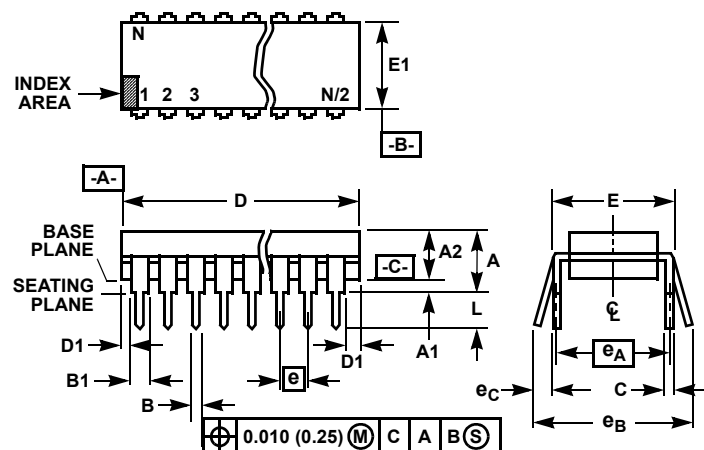 N
E1
INDEX
AREA
1 2 3 N/2
-B-
-A-
D
E
BASE
PLANE
A2
A
-C-
SEATING
PLANE
L
C
L
D1
A1
D1
B1
e
eA
B
eC
C
eB
0.010 (0.25) M C A B S